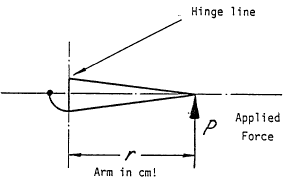 Hinge line
P
Applied
Force
r
Arm in cm!